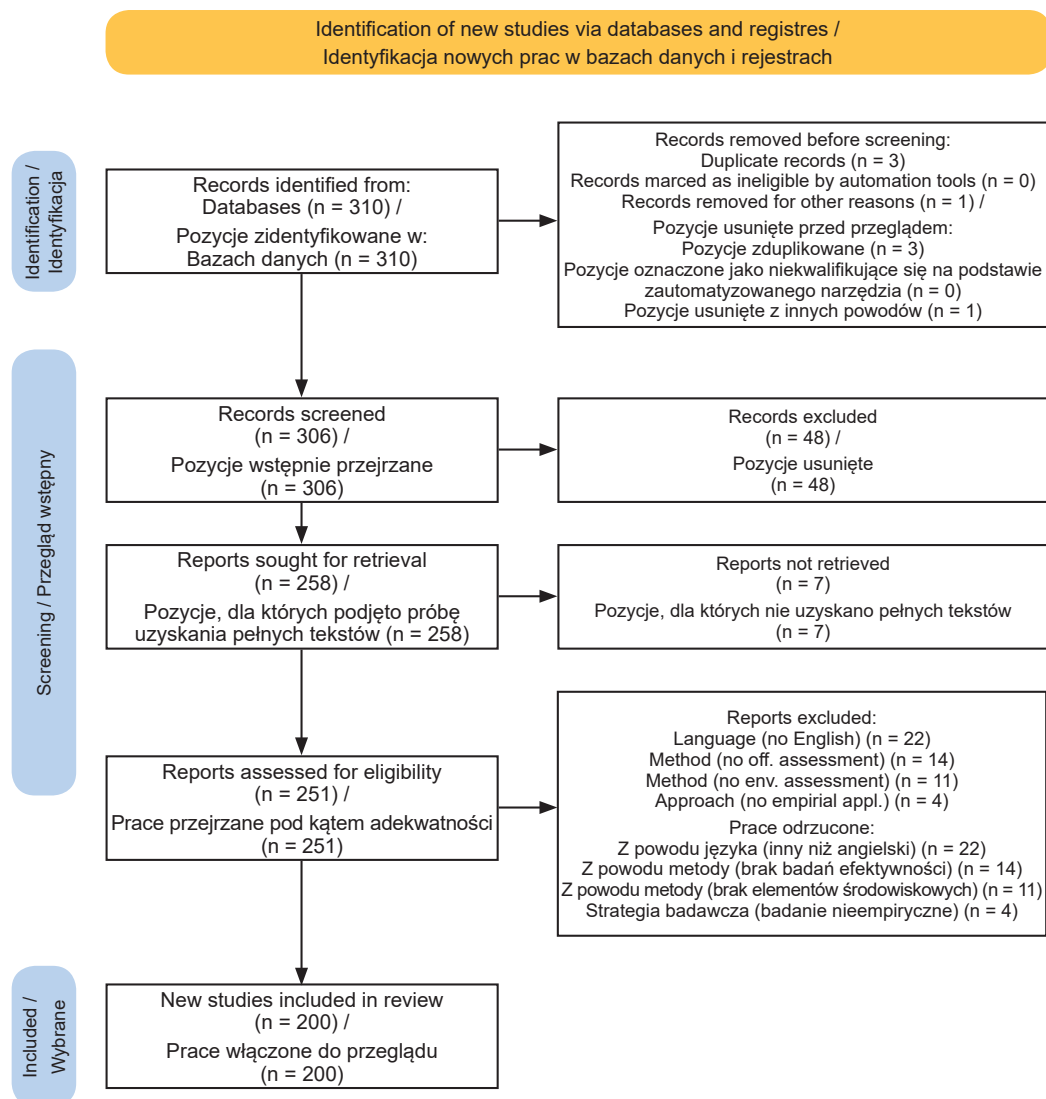 Identification of new studies via databases and registres /
Identyfikacja nowych prac w bazach danych i rejestrach
Identification /
Identyfikacja
Records identified from:
Databases (n = 310) /
Pozycje zidentyfikowane w:
Bazach danych (n = 310)
Records removed before screening:
Duplicate records (n = 3)
Records marced as ineligible by automation tools (n = 0)
Records removed for other reasons (n = 1) /
Pozycje usunięte przed przeglądem:
Pozycje zduplikowane (n = 3)
Pozycje oznaczone jako niekwalifikujące się na podstawie
zautomatyzowanego narzędzia (n = 0)
Pozycje usunięte z innych powodów (n = 1)
Screening / Przegląd wstępny
Records screened
(n = 306) /
Pozycje wstępnie przejrzane
(n = 306)
Records excluded
(n = 48) /
Pozycje usunięte
(n = 48)
Reports sought for retrieval
(n = 258) /
Pozycje, dla których podjęto próbę
uzyskania pełnych tekstów (n = 258)
Reports not retrieved
(n = 7)
Pozycje, dla których nie uzyskano pełnych tekstów
(n = 7)
Reports assessed for eligibility
(n = 251) /
Prace przejrzane pod kątem adekwatności
(n = 251)
Reports excluded:
Language (no English) (n = 22)
Method (no off. assessment) (n = 14)
Method (no env. assessment) (n = 11)
Approach (no empirial appl.) (n = 4)
Prace odrzucone:
Z powodu języka (inny niż angielski) (n = 22)
Z powodu metody (brak badań efektywności) (n = 14)
Z powodu metody (brak elementów środowiskowych) (n = 11)
Strategia badawcza (badanie nieempiryczne) (n = 4)
Included /
Wybrane
New studies included in review
(n = 200) /
Prace włączone do przeglądu
(n = 200)